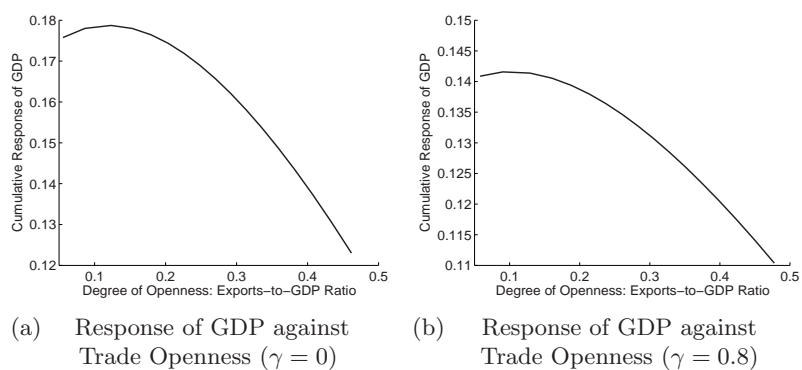 0.18
0.17
0.16
0.15
0.14
0.13
0.12
Cumulative Response of GDP
0.1 0.2 0.3 0.4 0.5
Degree of Openness: Exports−to−GDP Ratio
(a) Response of GDP against
Trade Openness (γ = 0)
0.15
0.145
0.14
0.135
0.13
0.125
0.12
0.115
0.11
Cumulative Response of GDP
0.1 0.2 0.3 0.4 0.5
Degree of Openness: Exports−to−GDP Ratio
(b) Response of GDP against
Trade Openness (γ = 0.8)